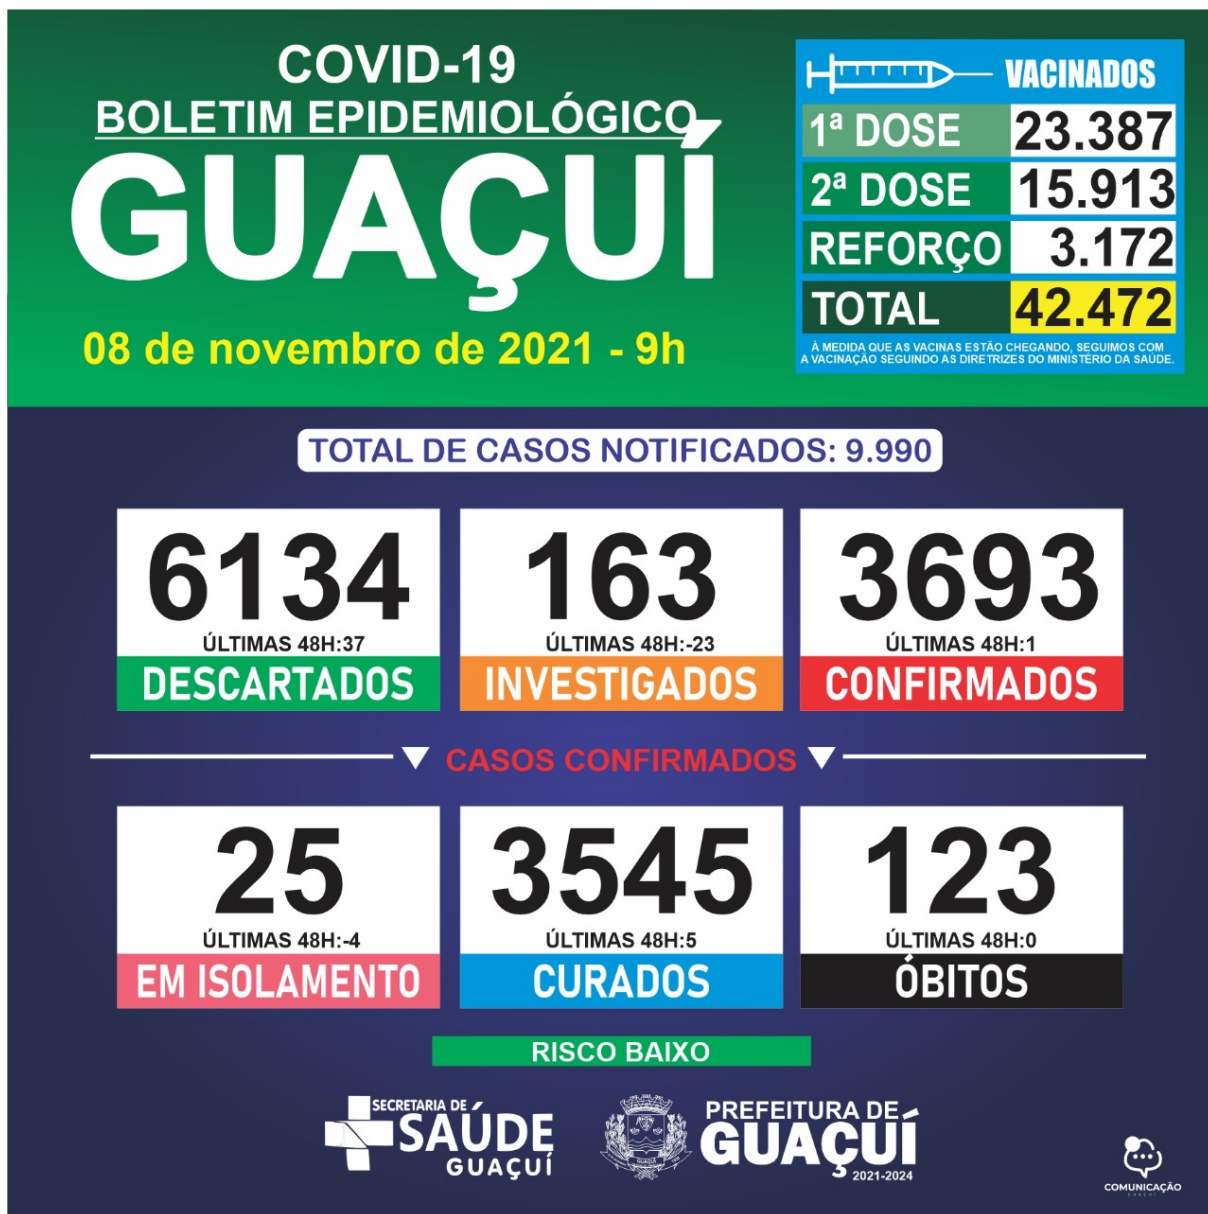 COVID-19
BOLETIM EPIDEMIOLÓGICO
GUAÇUÍ
08 de novembro de 2021 - 9h
VACINADOS
1ª DOSE 23.387
2ª DOSE 15.913
REFORÇO 3.172
TOTAL 42.472
À MEDIDA QUE AS VACINAS ESTÃO CHEGANDO, SEGUIMOS COM
A VACINAÇÃO SEGUINDO AS DIRETRIZES DO MINISTÉRIO DA SAÚDE.
TOTAL DE CASOS NOTIFICADOS: 9.990
6134
ÚLTIMAS 48H:37
DESCARTADOS
163
ÚLTIMAS 48H:-23
INVESTIGADOS
3693
ÚLTIMAS 48H:1
CONFIRMADOS
CASOS CONFIRMADOS
25
ÚLTIMAS 48H:-4
EM ISOLAMENTO
3545
ÚLTIMAS 48H:5
CURADOS
123
ÚLTIMAS 48H:0
ÓBITOS
RISCO BAIXO
SECRETARIA DE
SAÚDE
GUAÇUÍ
GUAÇUÍ
PREFEITURA DE
GUAÇUÍ
2021-2024
COMUNICAÇÃO
GUAÇUÍ